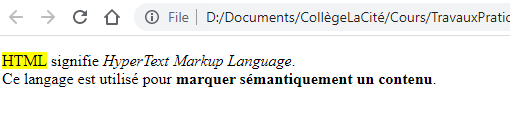 File | D:/Documents/CollègeLaCité/Cours/TravauxPratic
HTML signifie HyperText Markup Language.
Ce langage est utilisé pour marquer sémantiquement un contenu.